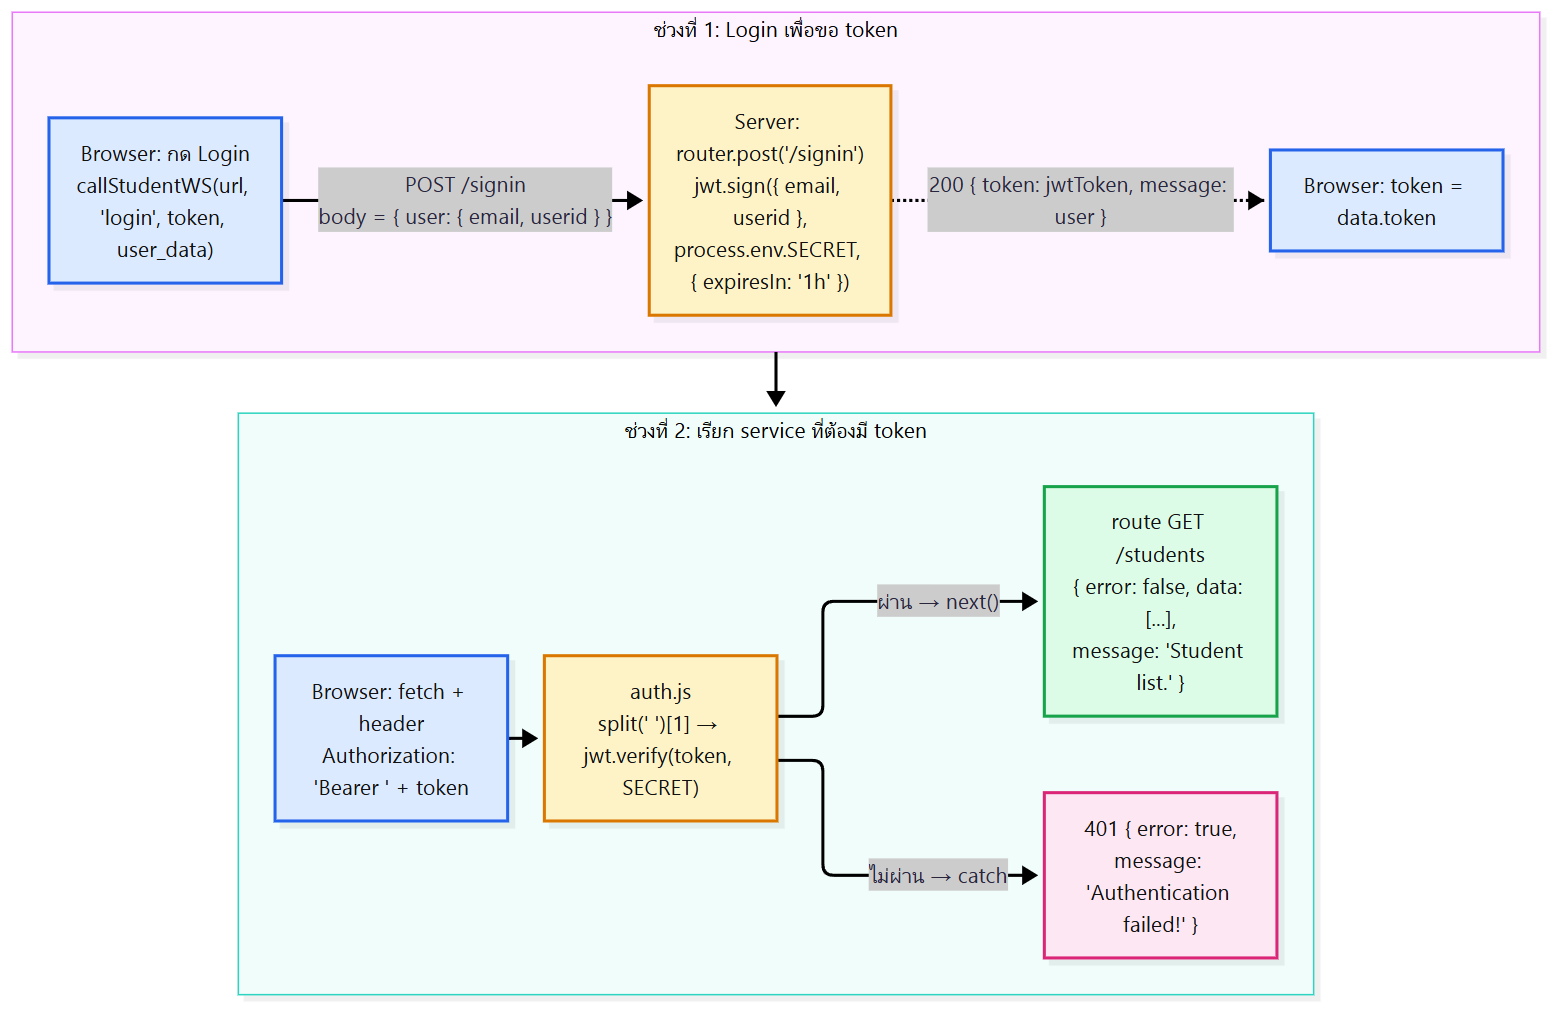 ช่วงที่ 1: Login เพื่อขอ token
Browser: กด Login
callStudentWS(url,
'login', token,
user_data)
POST /signin
body = { user: { email, userid } }
Server:
router.post('/signin')
jwt.sign({ email,
userid },
process.env.SECRET,
{ expiresIn: '1h' })
200 { token: jwtToken, message:
user }
Browser: token =
data.token
ช่วงที่ 2: เรียก service ที่ต้องมี token
Browser: fetch +
header
Authorization:
'Bearer ' + token
auth.js
split(' ')[1] →
jwt.verify(token,
SECRET)
ผ่าน → next()
route GET
/students
{ error: false, data:
[...],
message: 'Student
list.' }
ไม่ผ่าน → catch
401 { error: true,
message:
'Authentication
failed!' }